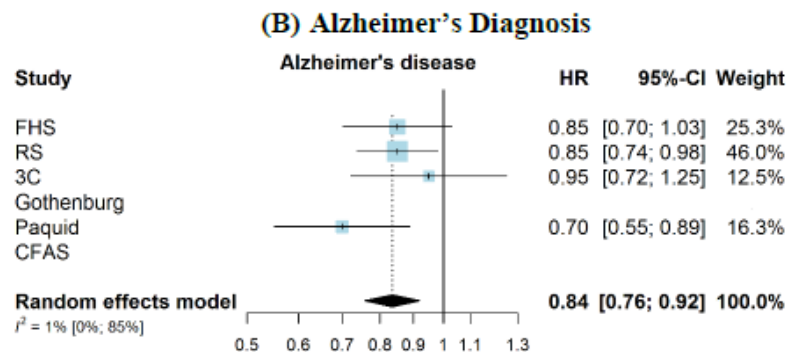 (B) Alzheimer's Diagnosis
Alzheimer's disease
Study HR 95%-CI Weight
FHS 0.85 [0.70; 1.03] 25.3%
RS 0.85 [0.74; 0.98] 46.0%
3C 0.95 [0.72; 1.25] 12.5%
Gothenburg
Paquid 0.70 [0.55; 0.89] 16.3%
CFAS
Random effects model 0.84 [0.76; 0.92] 100.0%
I² = 1% [0%; 85%]
0.5 0.6 0.7 0.8 0.9 1 1.1 1.3